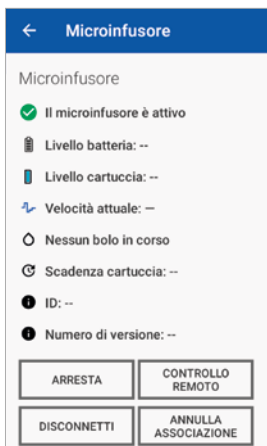 Microinfusore
Microinfusore
Il microinfusore è attivo
Livello batteria: --
Livello cartuccia: --
Velocità attuale: —
Nessun bolo in corso
Scadenza cartuccia: --
ID: --
Numero di versione: --
ARRESTA
CONTROLLO
REMOTO
DISCONNETTI
ANNULLA
ASSOCIAZIONE